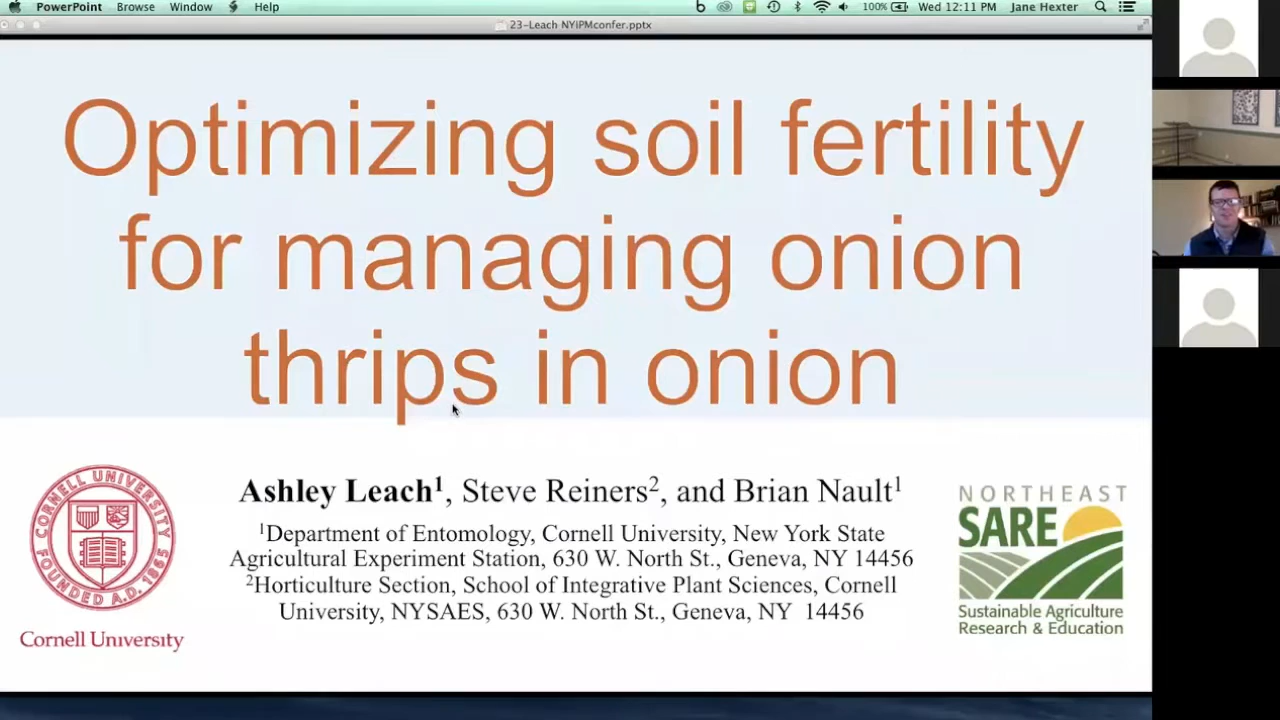 PowerPoint Browse Window Help 100% Wed 12:11 PM Jane Hexter
23-Leach NYiPMconfer.pptx
Optimizing soil fertility
for managing onion
thrips in onion
Ashley Leach1, Steve Reiners2, and Brian Nault1
1Department of Entomology, Cornell University, New York State
Agricultural Experiment Station, 630 W. North St., Geneva, NY 14456
2Horticulture Section, School of Integrative Plant Sciences, Cornell
University, NYSAES, 630 W. North St., Geneva, NY 14456
CORNELL UNIVERSITY
FOUNDED A.D. 1865
Cornell University
NORTHEAST
SARE
Sustainable Agriculture
Research & Education